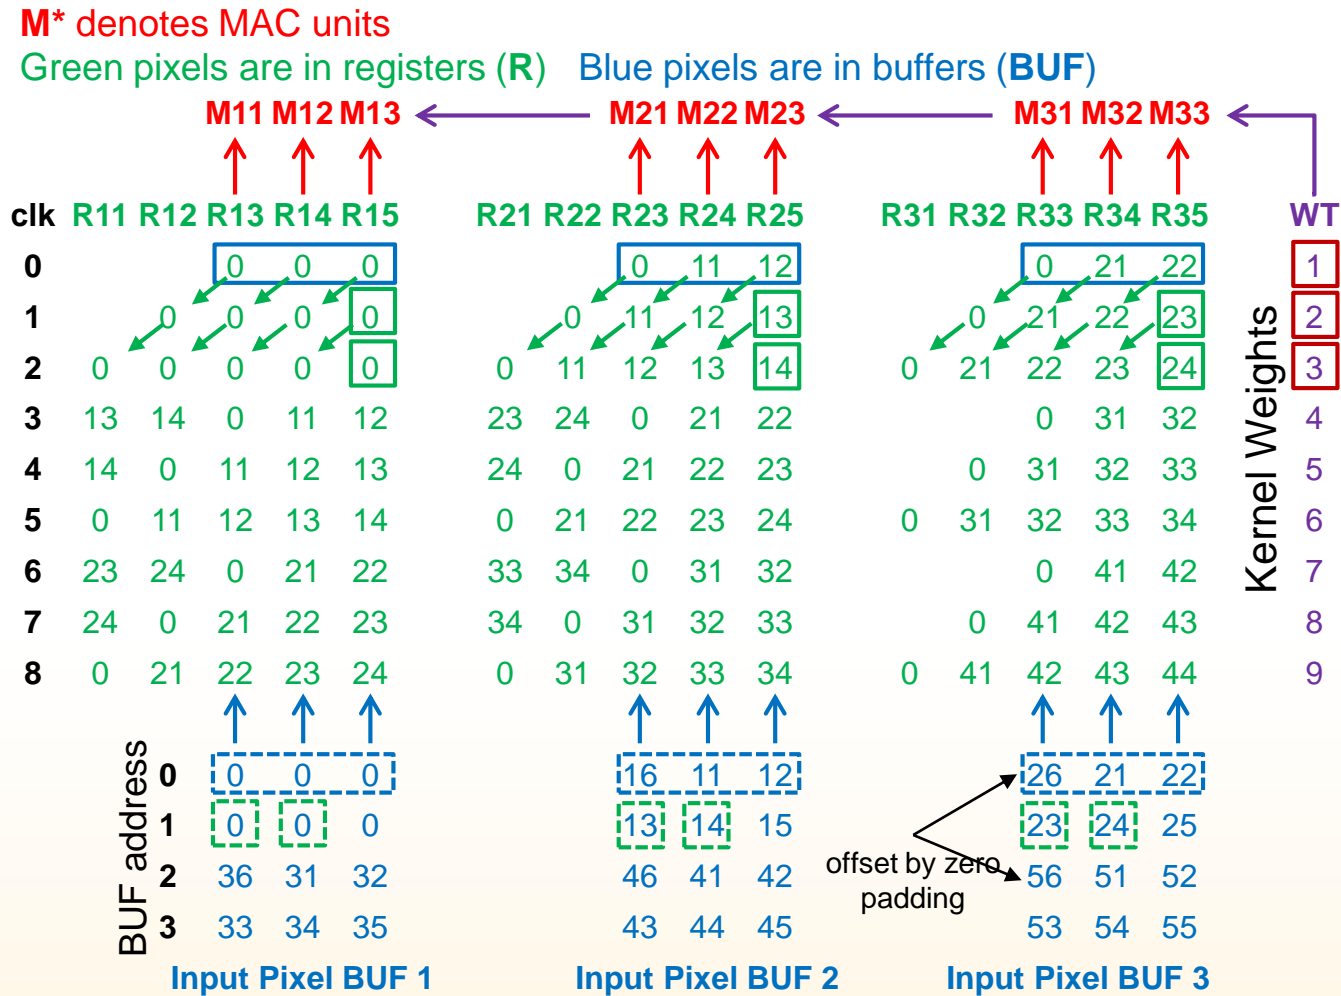 M* denotes MAC units
Green pixels are in registers (R) Blue pixels are in buffers (BUF)
M11 M12 M13 M21 M22 M23 M31 M32 M33
clk R11 R12 R13 R14 R15 R21 R22 R23 R24 R25 R31 R32 R33 R34 R35 WT
0 0 0 0 0 11 12 0 21 22 1
1 0 0 0 0 0 11 12 13 0 21 22 23 2
2 0 0 0 0 0 0 11 12 13 14 0 21 22 23 24 3
3 13 14 0 11 12 23 24 0 21 22 0 31 32 4
4 14 0 11 12 13 24 0 21 22 23 0 31 32 33 5
5 0 11 12 13 14 0 21 22 23 24 0 31 32 33 34 6
6 23 24 0 21 22 33 34 0 31 32 0 41 42 7
7 24 0 21 22 23 34 0 31 32 33 0 41 42 43 8
8 0 21 22 23 24 0 31 32 33 34 0 41 42 43 44 9
Kernel Weights
BUF address
0 0 0 0 16 11 12 26 21 22
1 0 0 0 13 14 15 23 24 25
offset by zero
padding
2 36 31 32 46 41 42 56 51 52
3 33 34 35 43 44 45 53 54 55
Input Pixel BUF 1 Input Pixel BUF 2 Input Pixel BUF 3